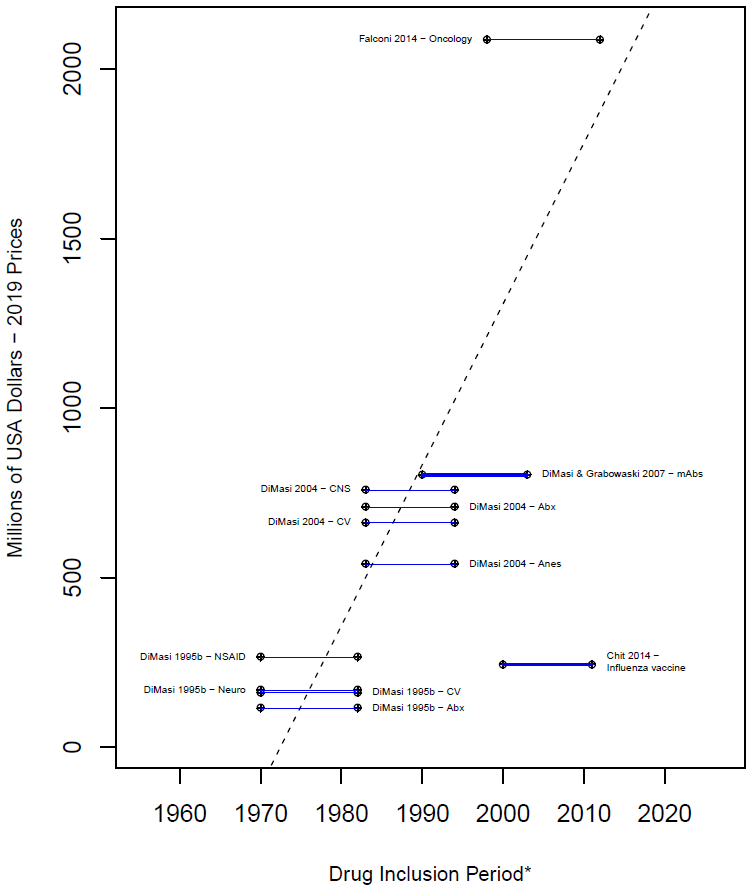 Falconi 2014 − Oncology
2000
Millions of USA Dollars − 2019 Prices
1500
1000
DiMasi & Grabowaski 2007 − mAbs
DiMasi 2004 − CNS
DiMasi 2004 − Abx
DiMasi 2004 − CV
500
DiMasi 2004 − Anes
DiMasi 1995b − NSAID
Chit 2014 −
Influenza vaccine
DiMasi 1995b − Neuro
DiMasi 1995b − CV
DiMasi 1995b − Abx
0
1960 1970 1980 1990 2000 2010 2020
Drug Inclusion Period*